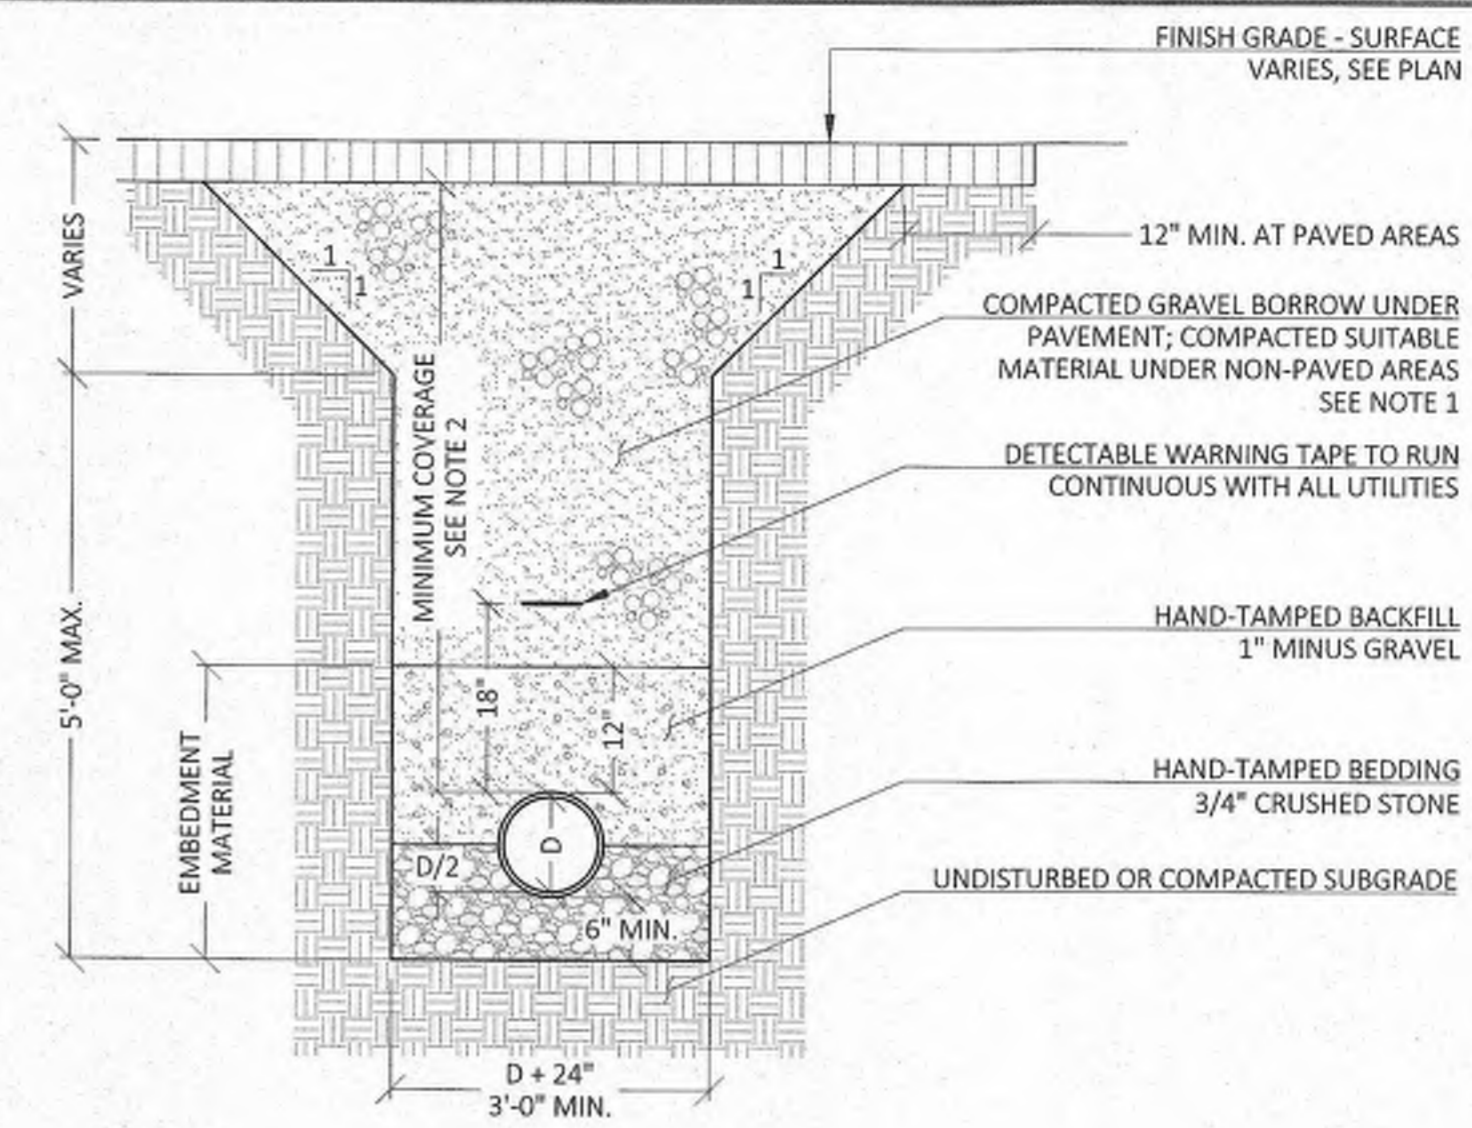 FINISH GRADE - SURFACE
VARIES, SEE PLAN
VARIES
12" MIN. AT PAVED AREAS
1
1
1
1
COMPACTED GRAVEL BORROW UNDER
PAVEMENT; COMPACTED SUITABLE
MATERIAL UNDER NON-PAVED AREAS
SEE NOTE 1
MINIMUM COVERAGE
SEE NOTE 2
DETECTABLE WARNING TAPE TO RUN
CONTINUOUS WITH ALL UTILITIES
5'-0" MAX.
HAND-TAMPED BACKFILL
1" MINUS GRAVEL
18"
12"
EMBEDMENT
MATERIAL
HAND-TAMPED BEDDING
3/4" CRUSHED STONE
D
D/2
6" MIN.
UNDISTURBED OR COMPACTED SUBGRADE
D + 24"
3'-0" MIN.